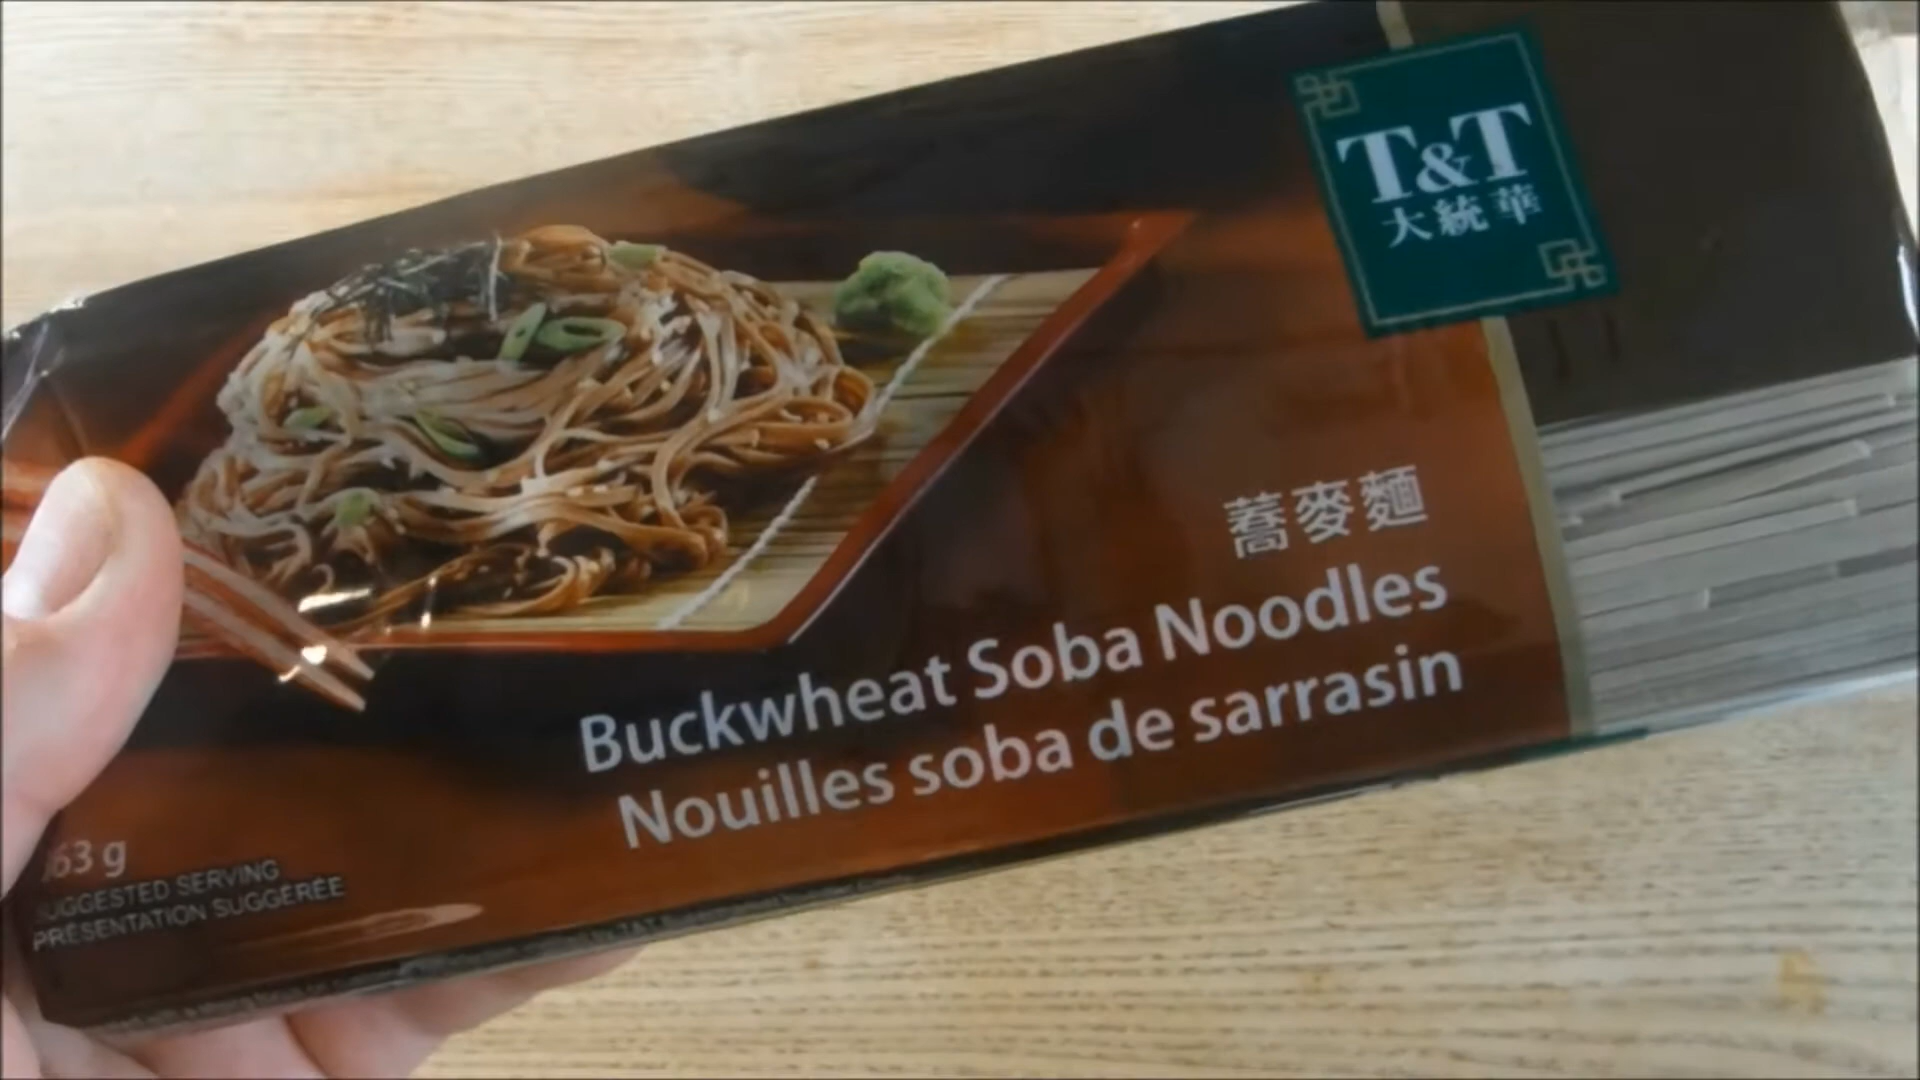 T&T
大統華
蕎麥麵
Buckwheat Soba Noodles
Nouilles soba de sarrasin
63 g
SUGGESTED SERVING
PRÉSENTATION SUGGÉRÉE